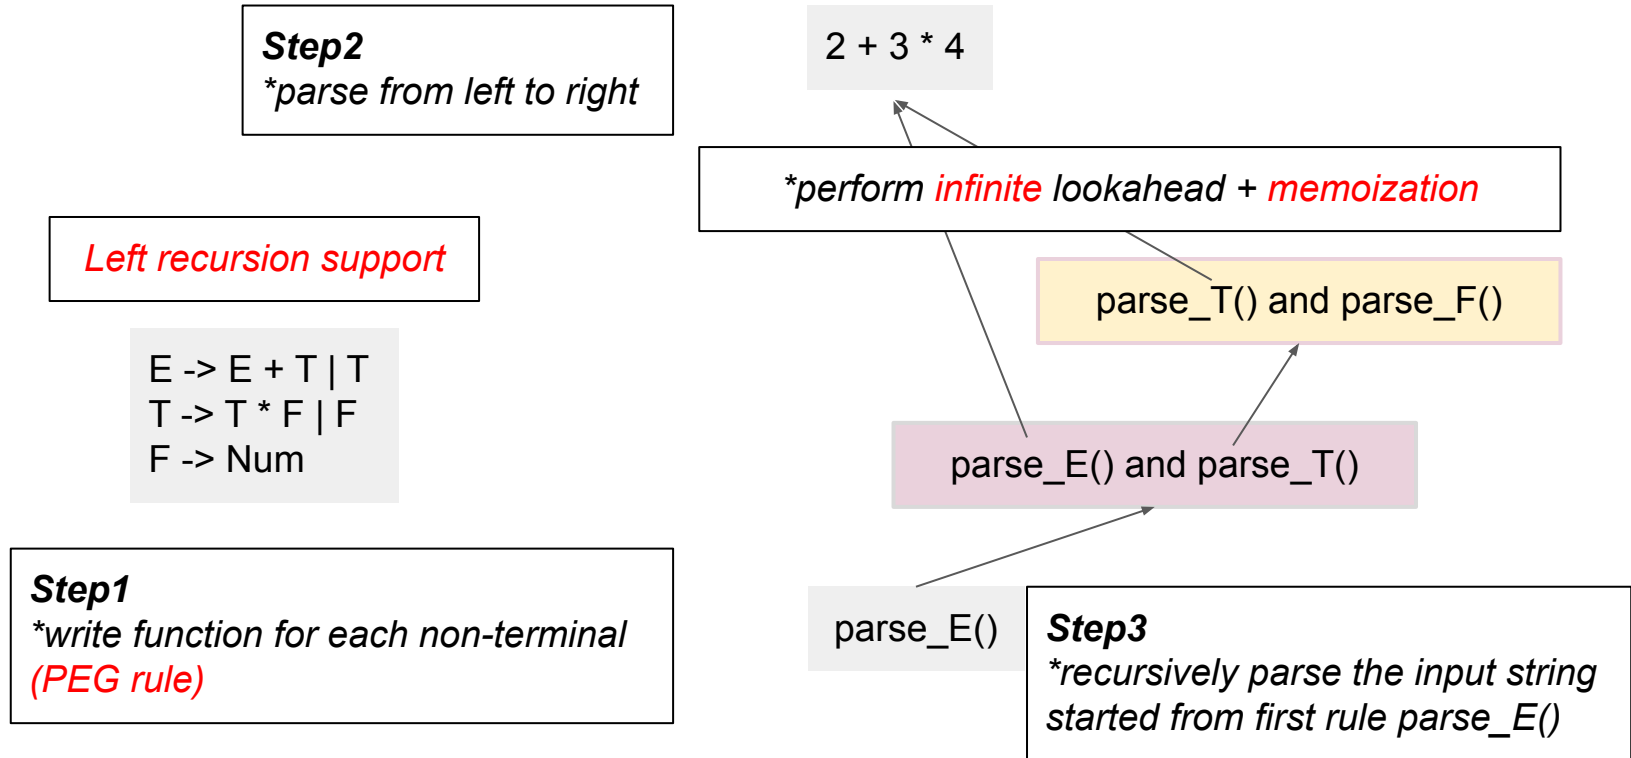 Step2
*parse from left to right
2 + 3 * 4
*perform infinite lookahead + memoization
Left recursion support
parse_T() and parse_F()
E -> E + T | T
T -> T * F | F
F -> Num
parse_E() and parse_T()
Step1
*write function for each non-terminal
(PEG rule)
parse_E()
Step3
*recursively parse the input string
started from first rule parse_E()